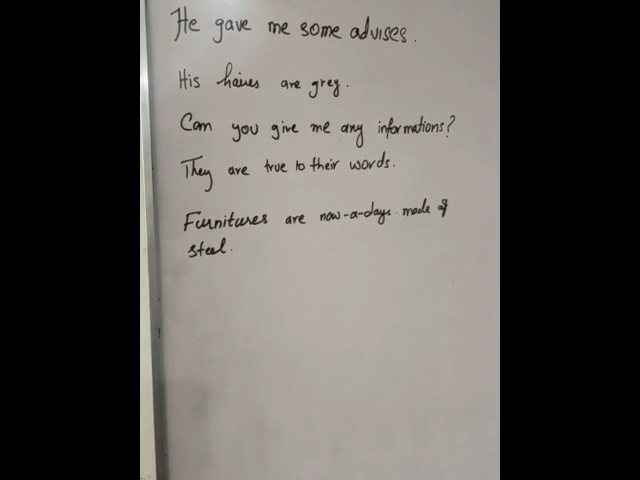 He gave me some advises.
His haires are grey.
Can you give me any informations?
They are true to their words.
Furnitures are now-a-days made of
steel.